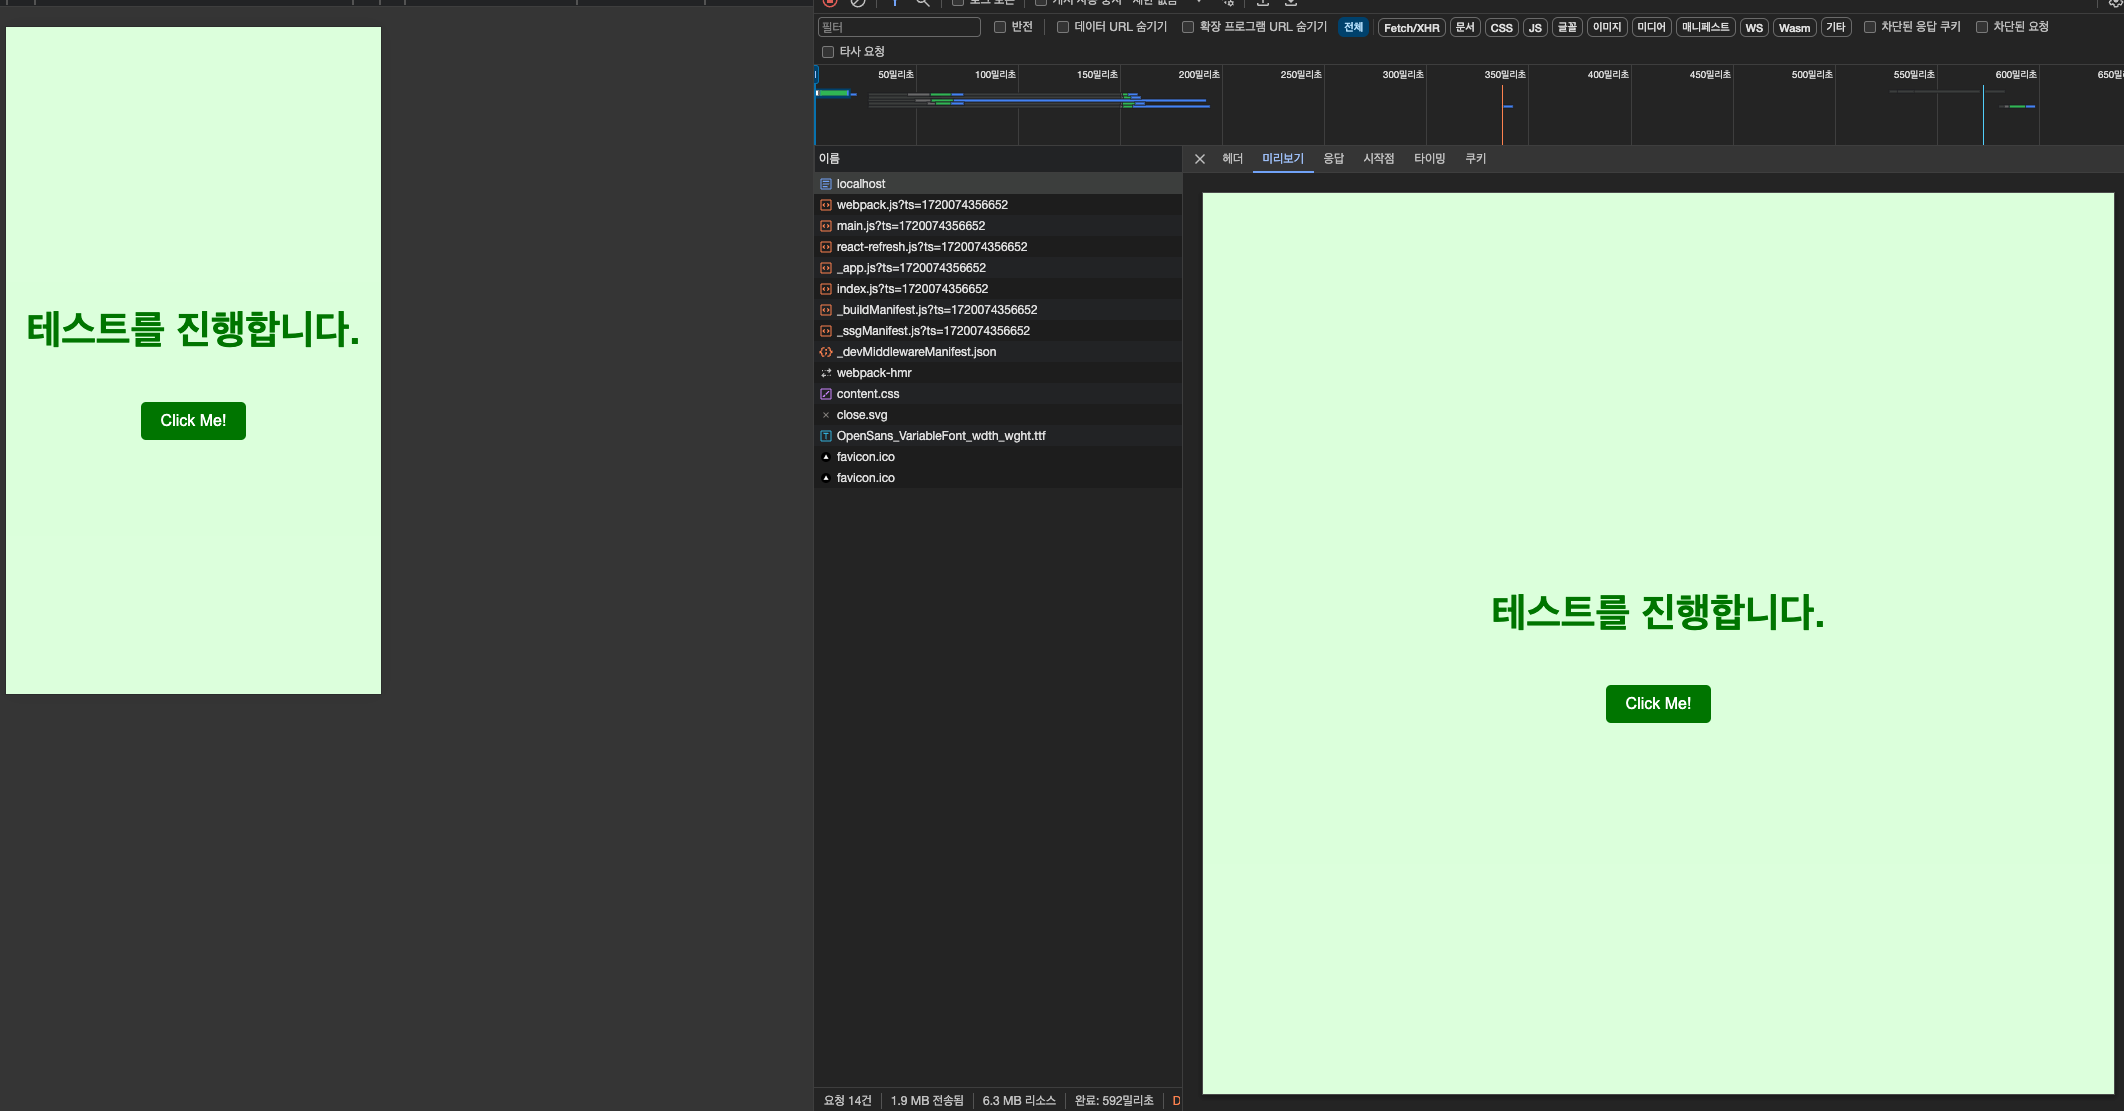 테스트를 진행합니다.
Click Me!
필터
반전
데이터 URL 숨기기
확장 프로그램 URL 숨기기
전체
Fetch/XHR
문서
CSS
JS
글꼴
이미지
미디어
매니페스트
WS
Wasm
기타
차단된 응답 쿠키
차단된 요청
타사 요청
50밀리초
100밀리초
150밀리초
200밀리초
250밀리초
300밀리초
350밀리초
400밀리초
450밀리초
500밀리초
550밀리초
600밀리초
이름
localhost
webpack.js?ts=1720074356652
main.js?ts=1720074356652
react-refresh.js?ts=1720074356652
_app.js?ts=1720074356652
index.js?ts=1720074356652
_buildManifest.js?ts=1720074356652
_ssgManifest.js?ts=1720074356652
_devMiddlewareManifest.json
webpack-hmr
content.css
close.svg
OpenSans_VariableFont_wdth_wght.ttf
favicon.ico
favicon.ico
요청 14건
1.9 MB 전송됨
6.3 MB 리소스
완료: 592밀리초
헤더
미리보기
응답
시작점
타이밍
쿠키
테스트를 진행합니다.
Click Me!